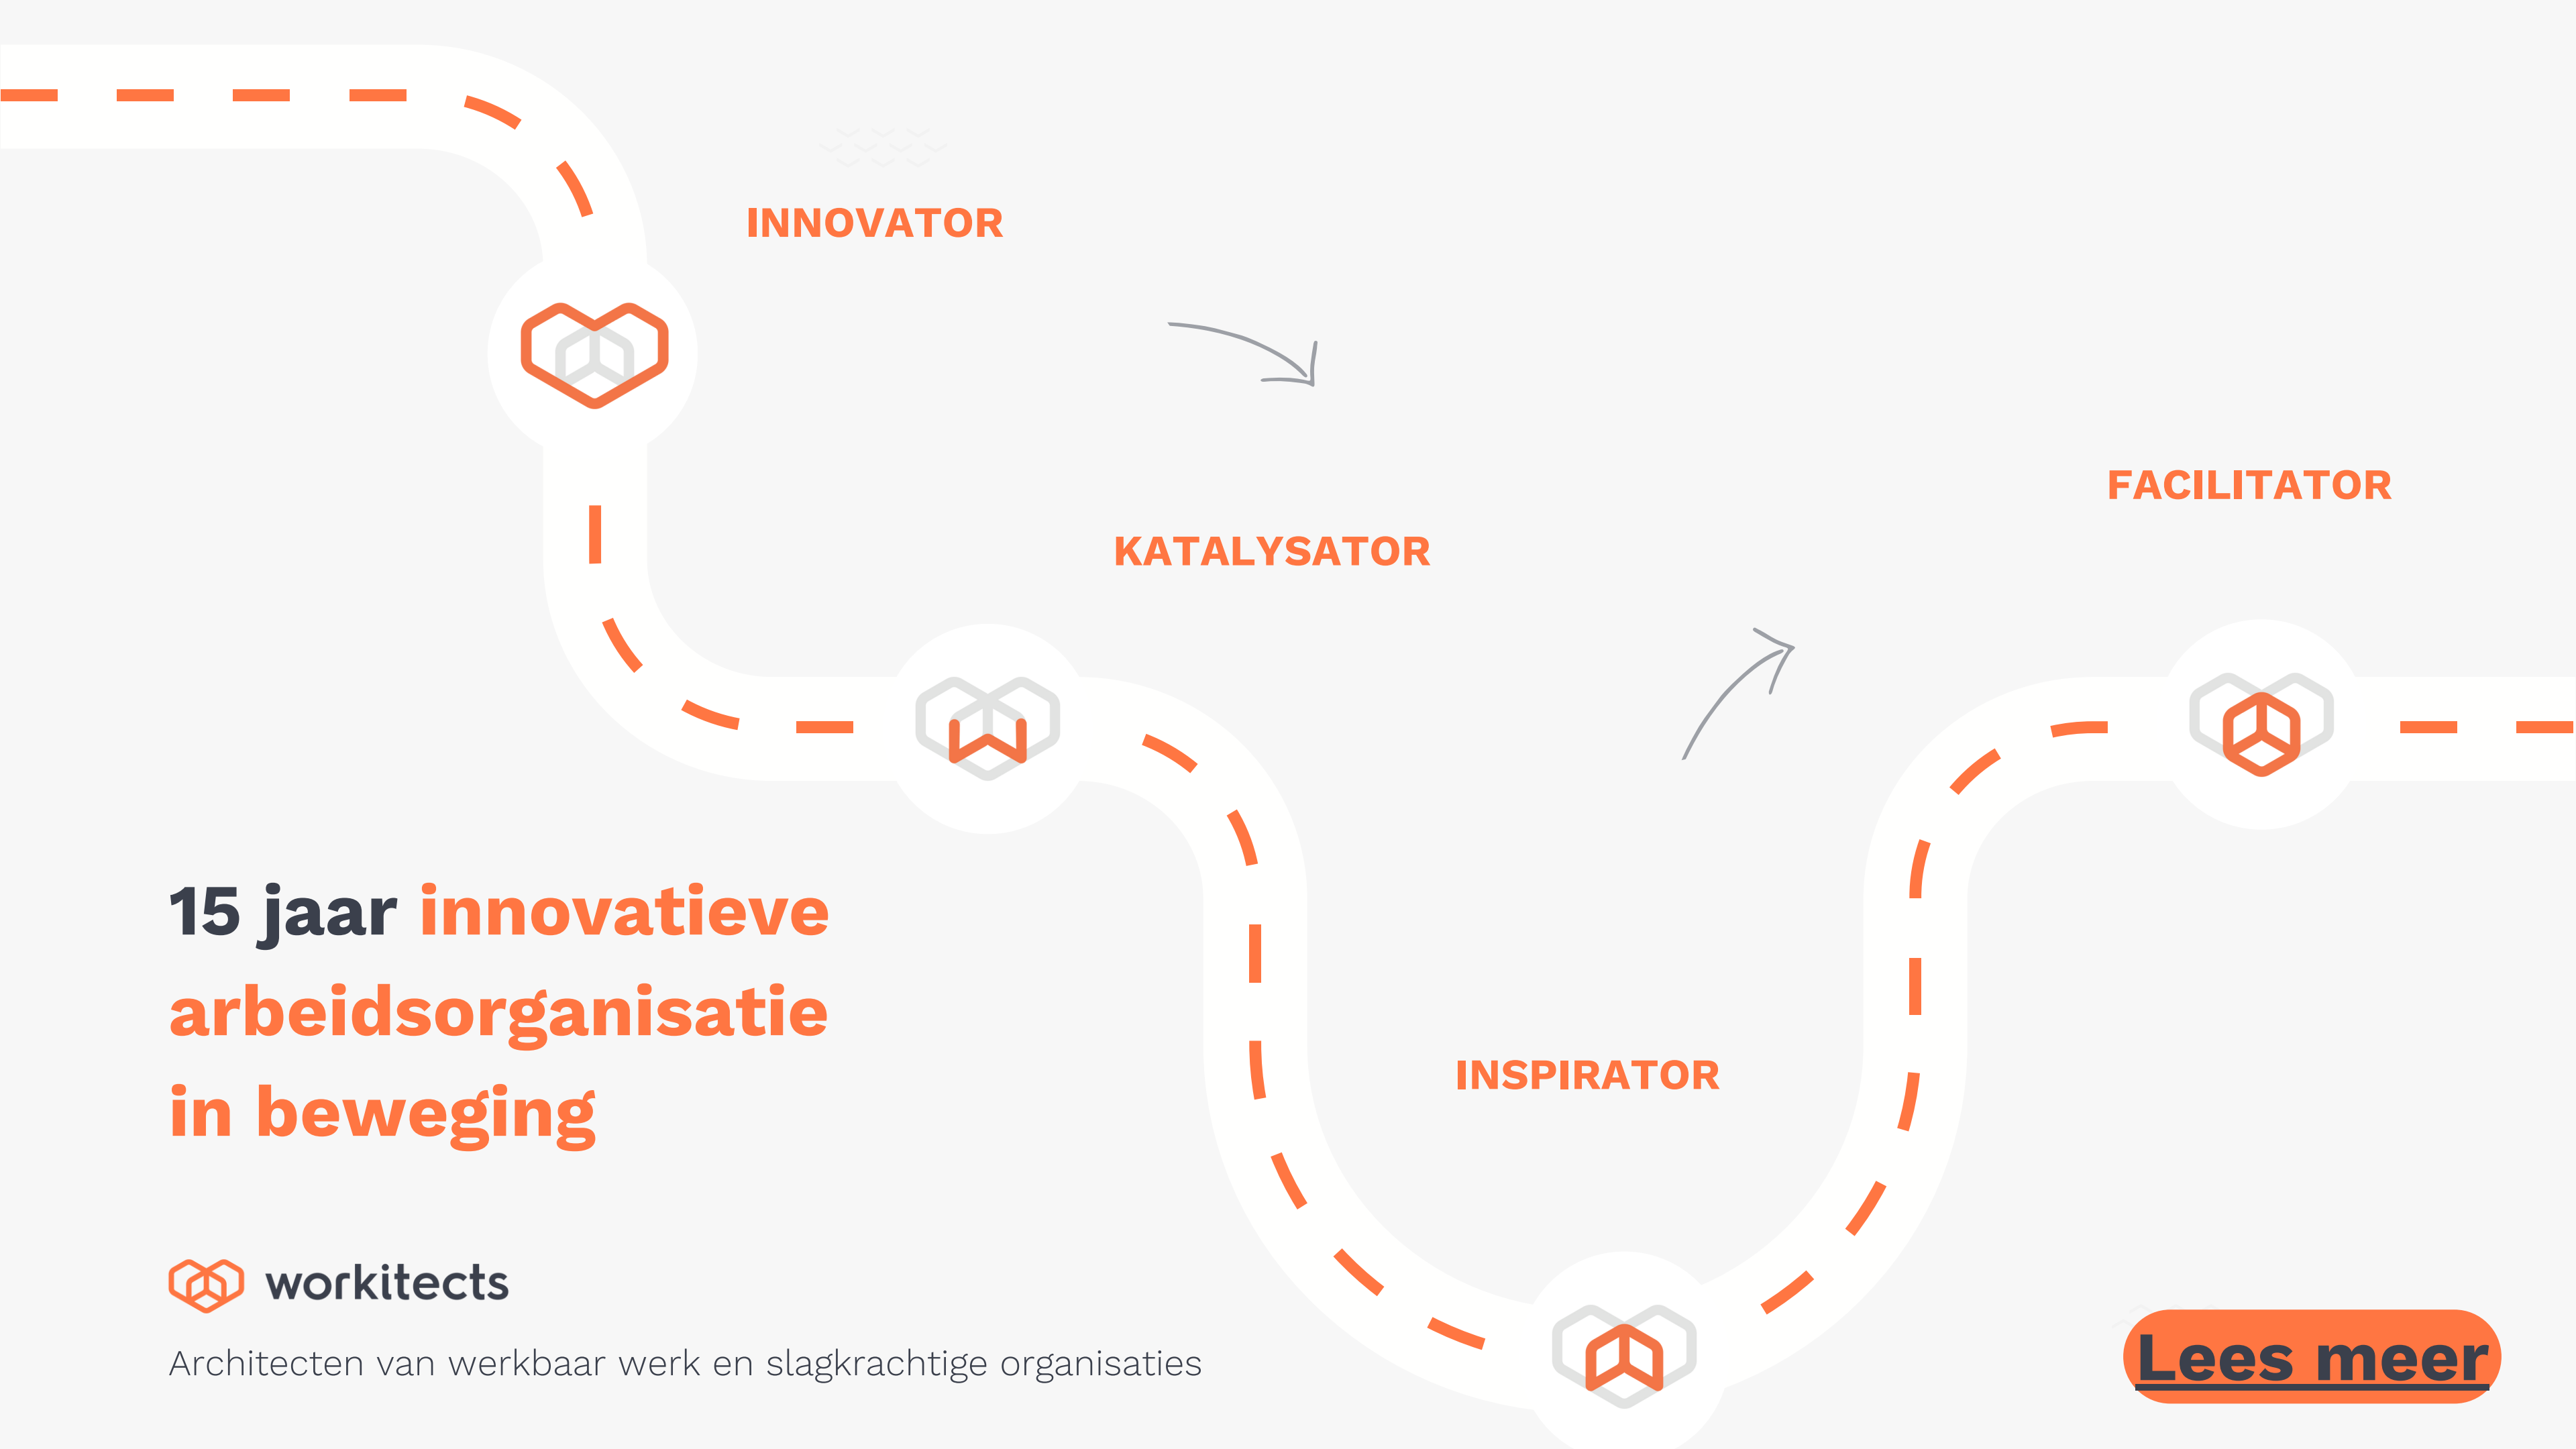 INNOVATOR
KATALYSATOR
FACILITATOR
INSPIRATOR
15 jaar innovatieve
arbeidsorganisatie
in beweging
workitects
Architecten van werkbaar werk en slagkrachtige organisaties
Lees meer